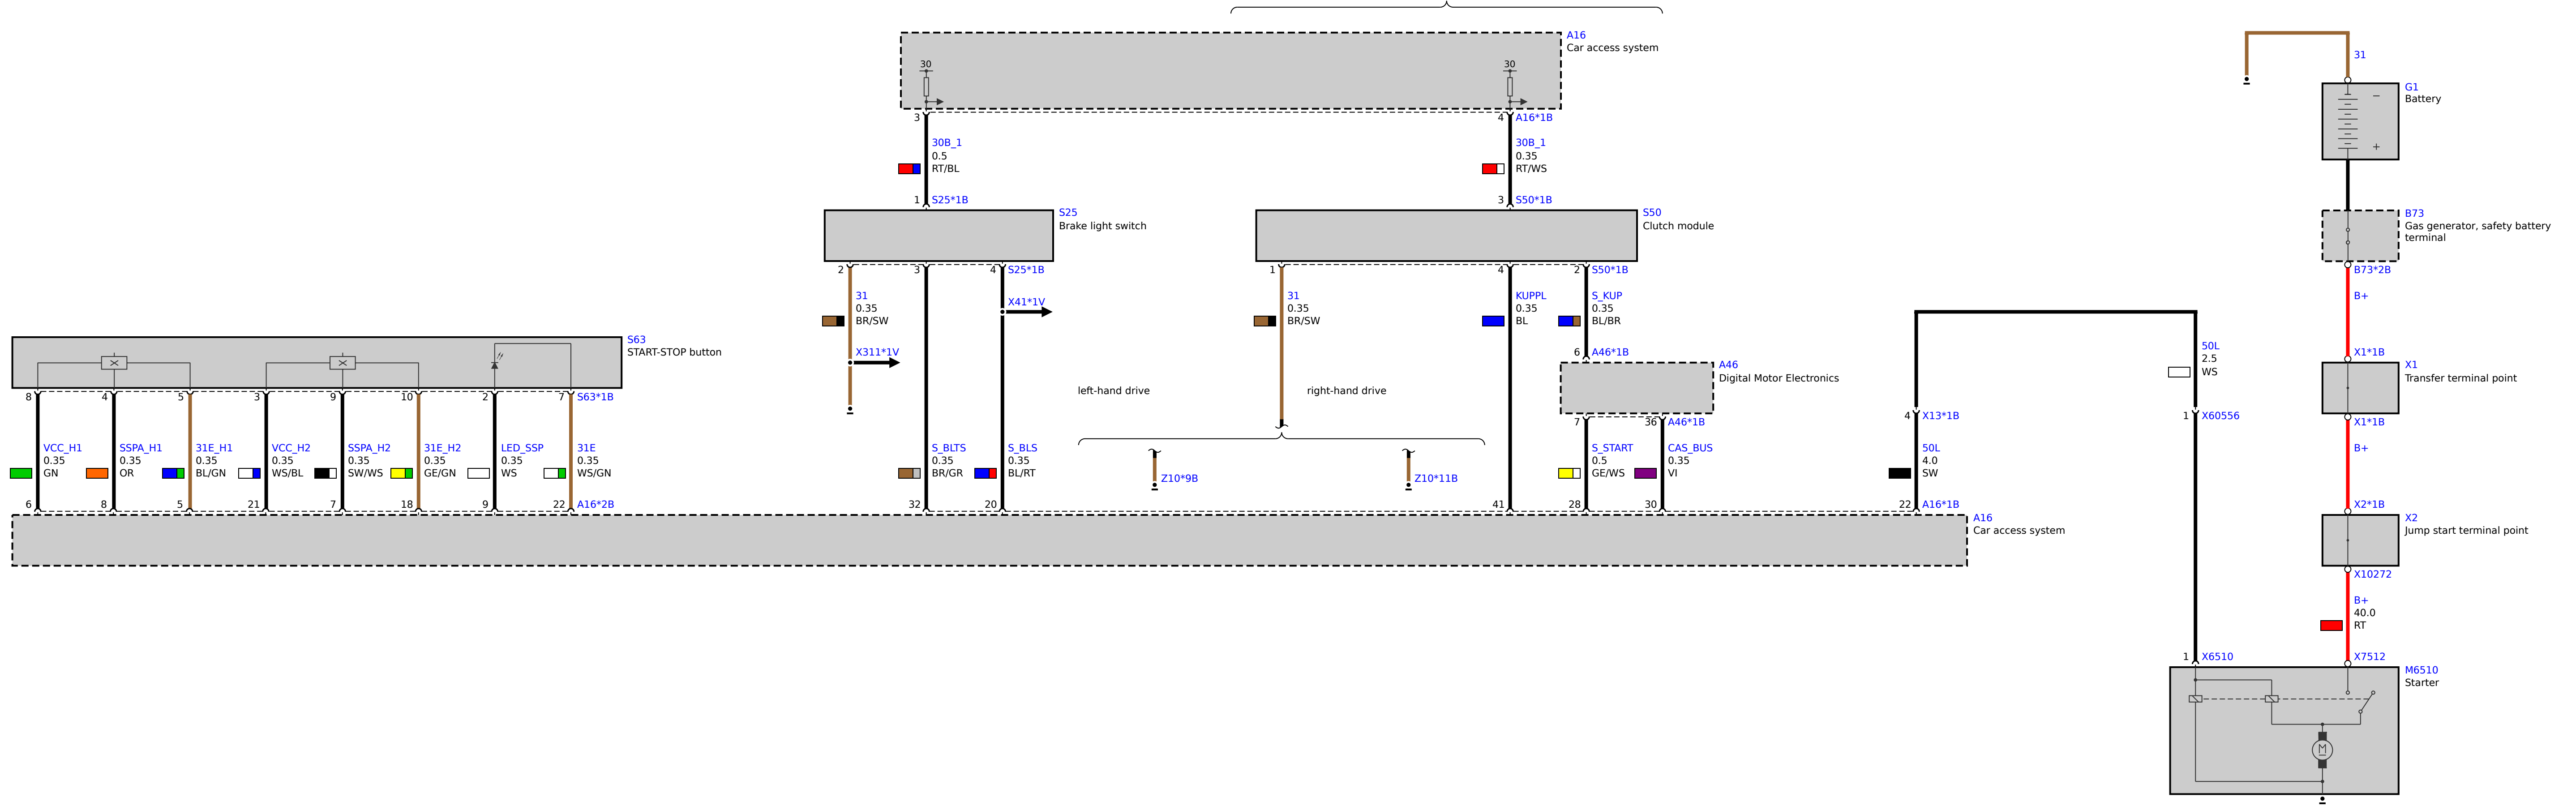 A16
Car access system
30
30
3
4
A16*1B
30B_1
0.5
RT/BL
30B_1
0.35
RT/WS
1
S25*1B
3
S50*1B
S25
Brake light switch
S50
Clutch module
2
3
4
S25*1B
1
4
2
S50*1B
31
0.35
BR/SW
X41*1V
31
0.35
BR/SW
KUPPL
0.35
BL
S_KUP
0.35
BL/BR
X311*1V
6
A46*1B
A46
Digital Motor Electronics
left-hand drive
right-hand drive
7
36
A46*1B
S63
START-STOP button
8
4
5
3
9
10
2
7
S63*1B
VCC_H1
0.35
GN
SSPA_H1
0.35
OR
31E_H1
0.35
BL/GN
VCC_H2
0.35
WS/BL
SSPA_H2
0.35
SW/WS
31E_H2
0.35
GE/GN
LED_SSP
0.35
WS
31E
0.35
WS/GN
S_BLTS
0.35
BR/GR
S_BLS
0.35
BL/RT
Z10*9B
Z10*11B
S_START
0.5
GE/WS
CAS_BUS
0.35
VI
4
X13*1B
50L
4.0
SW
50L
2.5
WS
1
X60556
6
8
5
21
7
18
9
22
A16*2B
32
20
41
28
30
22
A16*1B
A16
Car access system
31
G1
Battery
−
+
B73
Gas generator, safety battery
terminal
B73*2B
B+
X1*1B
X1
Transfer terminal point
X1*1B
B+
X2*1B
X2
Jump start terminal point
X10272
B+
40.0
RT
1
X6510
X7512
M6510
Starter
M